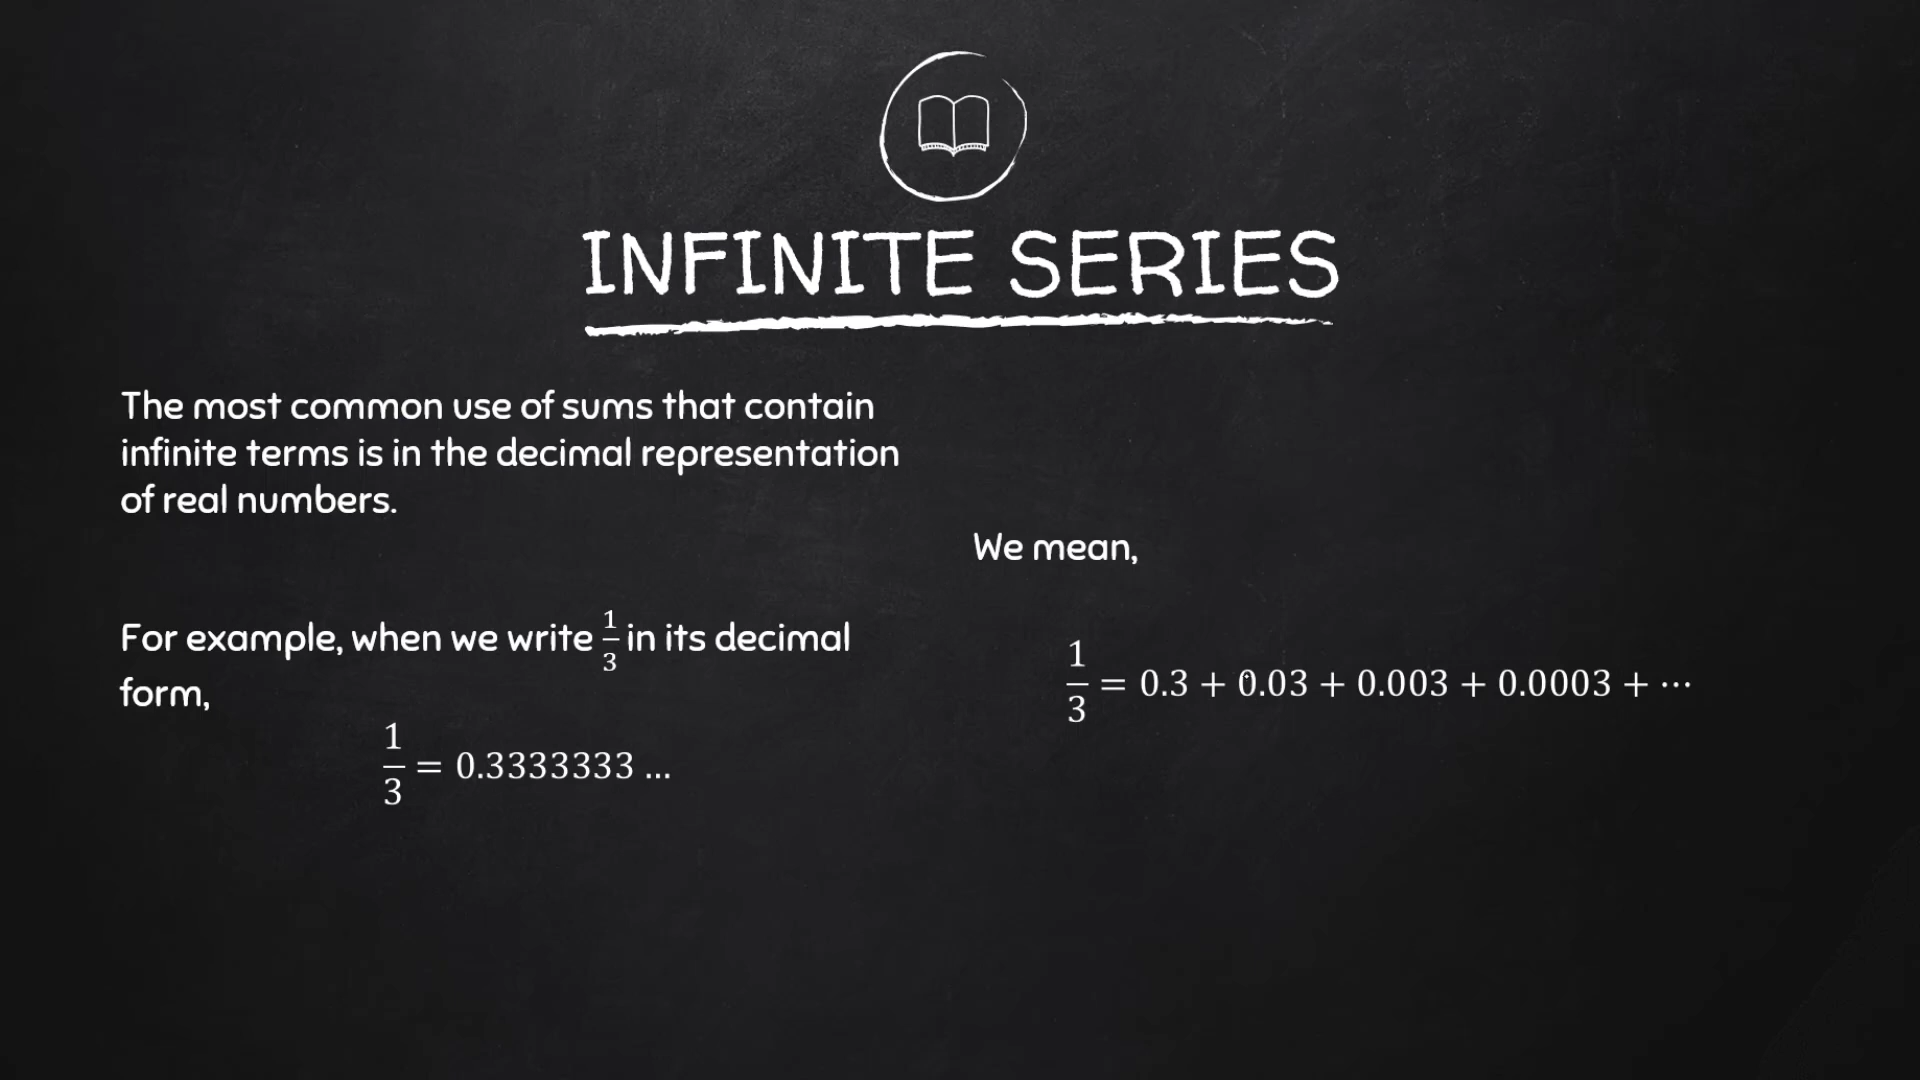 INFINITE SERIES
The most common use of sums that contain
infinite terms is in the decimal representation
of real numbers.
For example, when we write 1/3 in its decimal
form,
1/3 = 0.3333333 ...
We mean,
1/3 = 0.3 + 0.03 + 0.003 + 0.0003 + ⋯